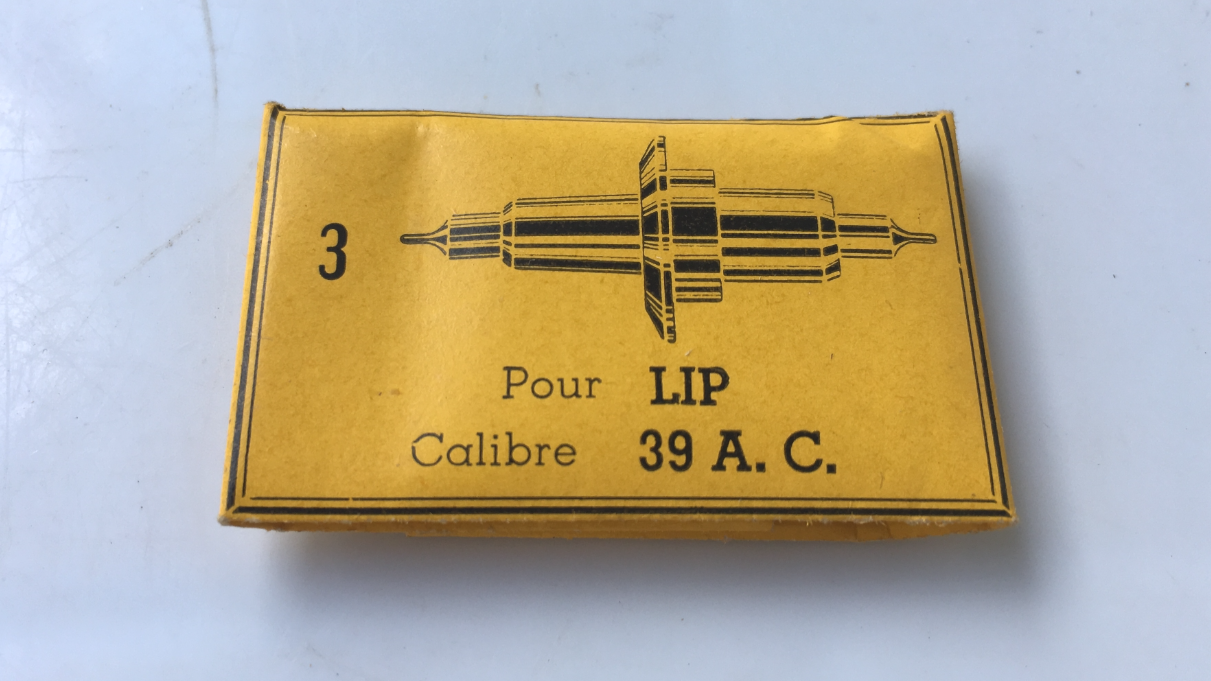 3
Pour LIP
Calibre 39 A. C.